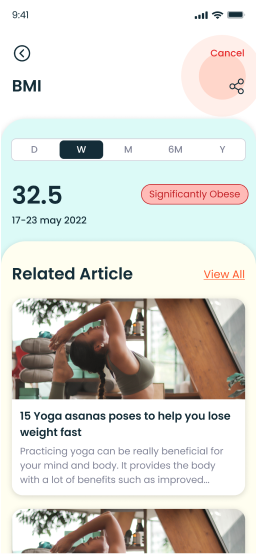 9:41
Cancel
BMI
D W M 6M Y
32.5
Significantly Obese
17-23 may 2022
Related Article
View All
15 Yoga asanas poses to help you lose
weight fast
Practicing yoga can be really beneficial for
your mind and body. It provides the body
with a lot of benefits such as improved...